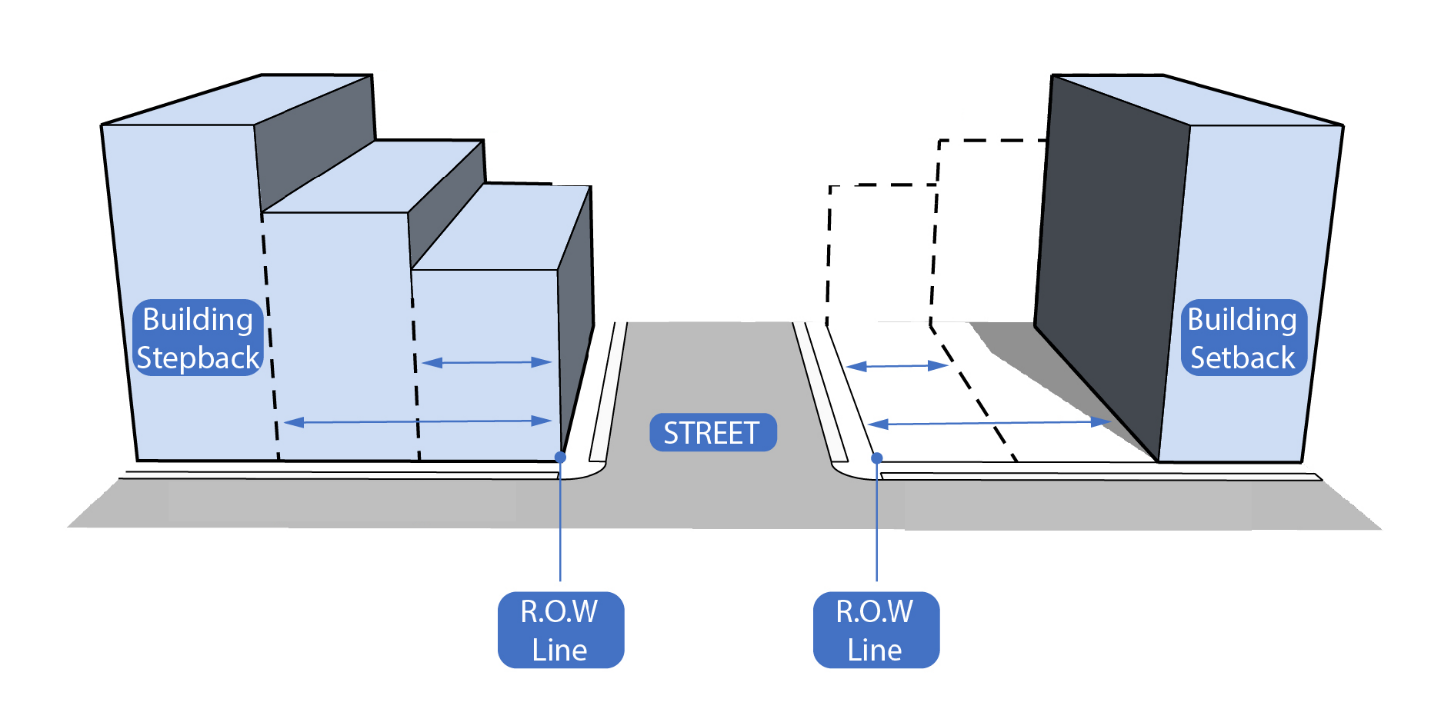 Building
Stepback
Building
Setback
STREET
R.O.W
Line
R.O.W
Line